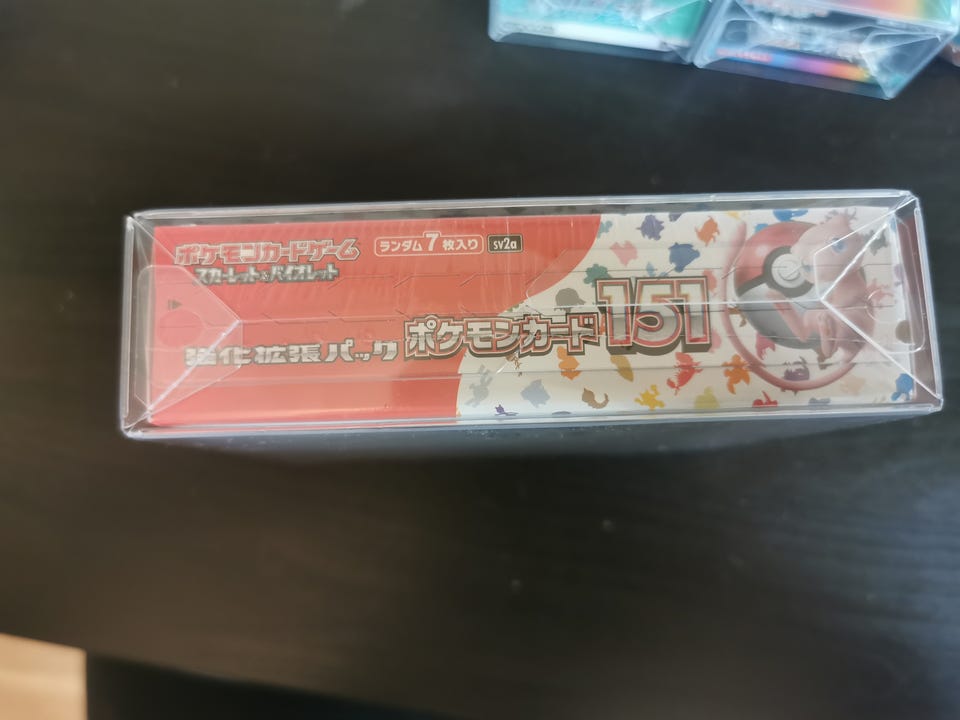 ポケモンカードゲーム
スカーレット&バイオレット
ランダム7枚入り
sv2a
強化拡張パック
ポケモンカード151